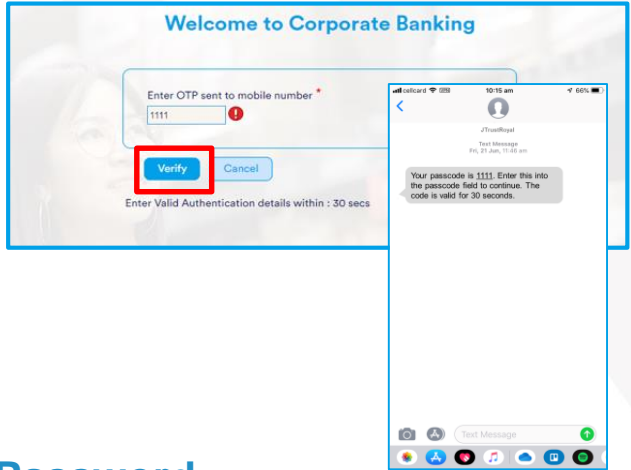 Welcome to Corporate Banking
Enter OTP sent to mobile number *
1111
Verify
Cancel
Enter Valid Authentication details within : 30 secs
cellcard
10:15 am
66%
JTrustRoyal
Text Message
Fri, 21 Jun, 11:46 am
Your passcode is 1111. Enter this into
the passcode field to continue. The
code is valid for 30 seconds.
Text Message
Password